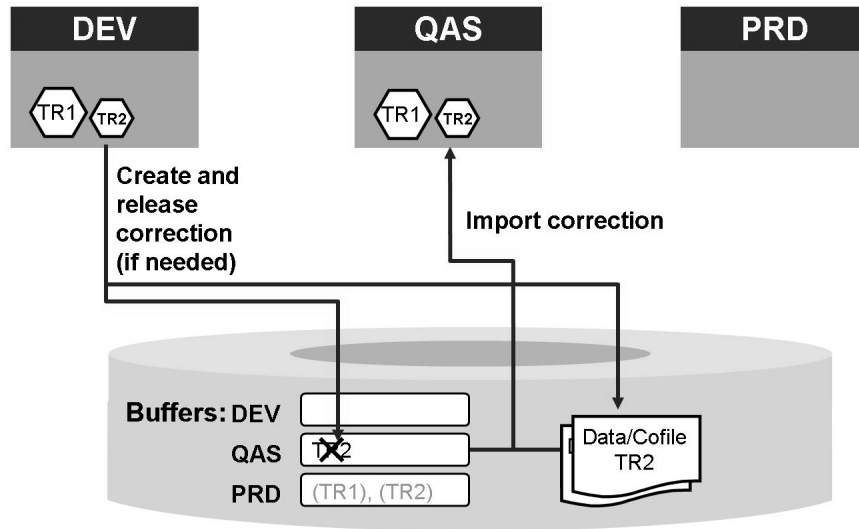 DEV
QAS
PRD
TR1
TR2
TR1
TR2
Create and
release
correction
(if needed)
Import correction
Buffers: DEV
QAS
TR2
PRD
(TR1), (TR2)
Data/Cofile
TR2